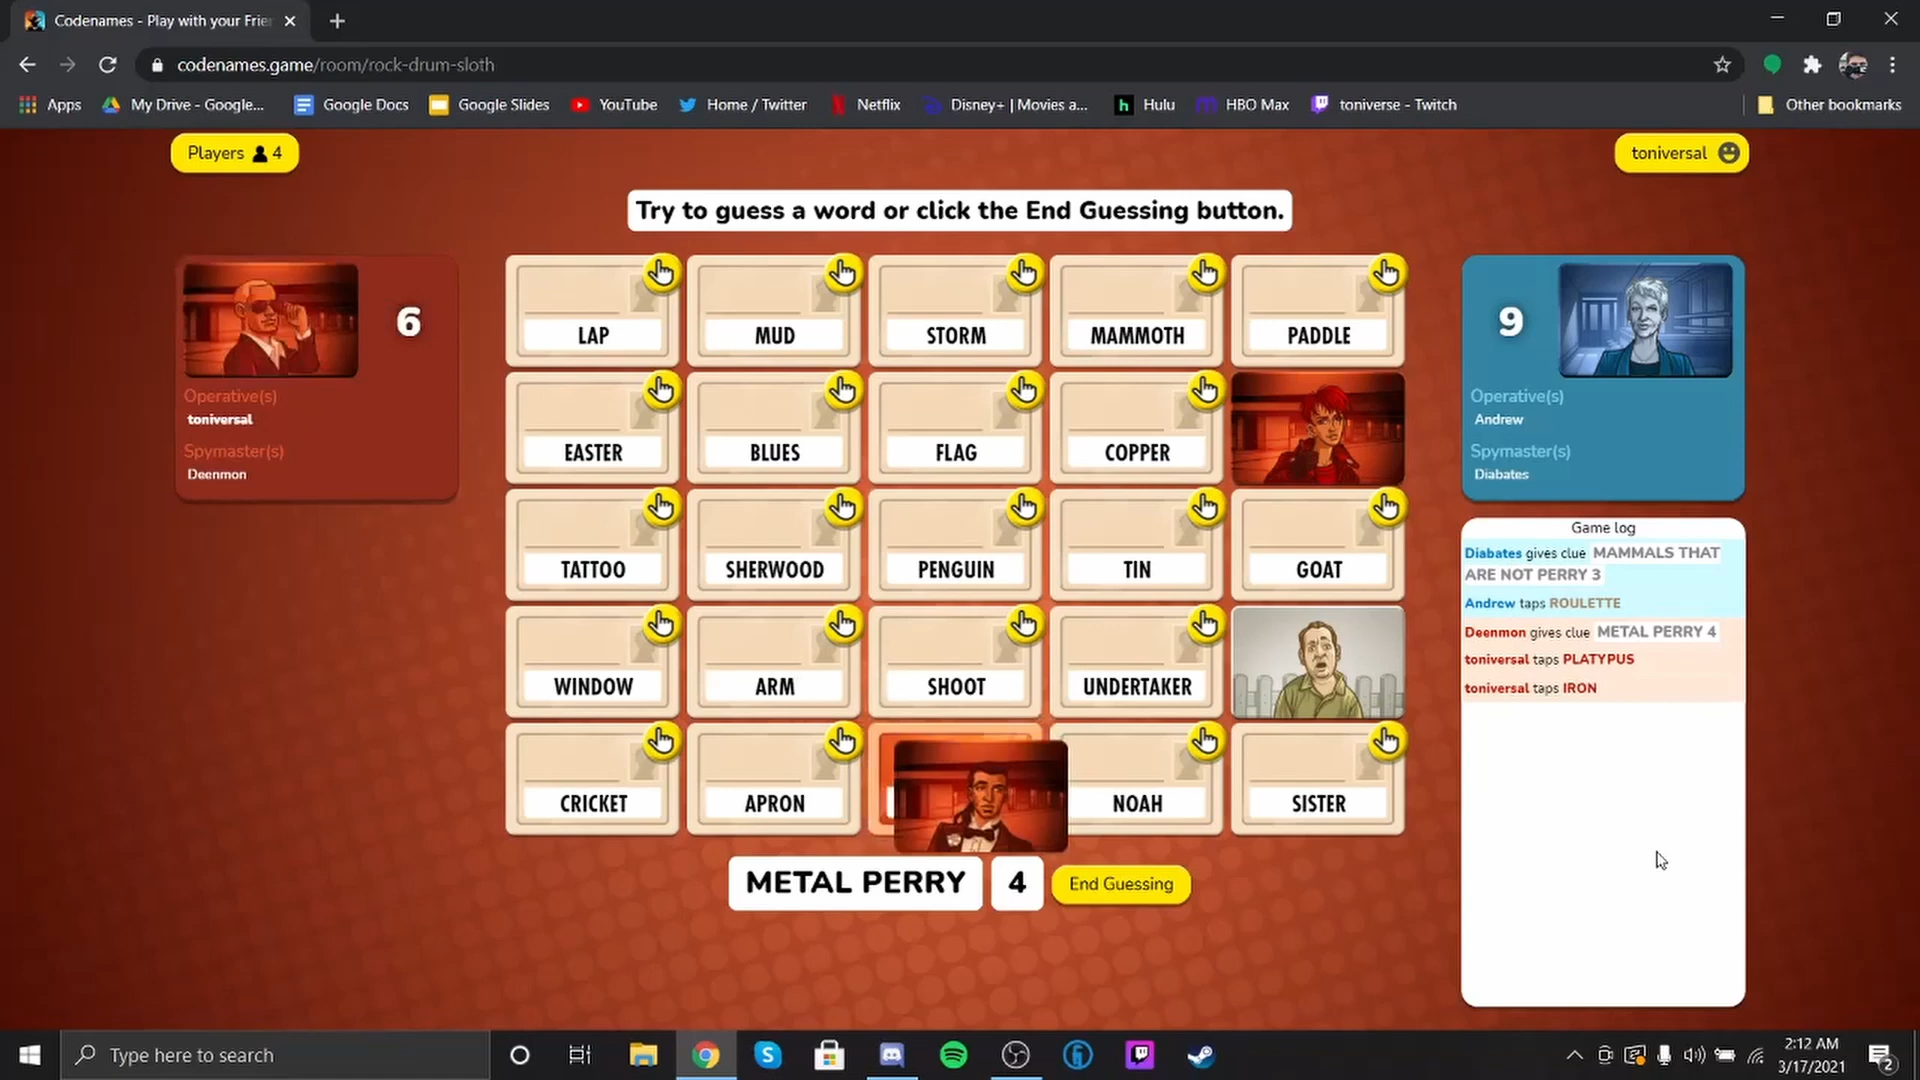 Codenames - Play with your Frie
codenames.game/room/rock-drum-sloth
Apps
My Drive - Google...
Google Docs
Google Slides
YouTube
Home / Twitter
Netflix
Disney+ | Movies a...
Hulu
HBO Max
toniverse - Twitch
Other bookmarks
Players 4
toniversal
Try to guess a word or click the End Guessing button.
6
Operative(s)
toniversal
Spymaster(s)
Deenmon
LAP
MUD
STORM
MAMMOTH
PADDLE
EASTER
BLUES
FLAG
COPPER
TATTOO
SHERWOOD
PENGUIN
TIN
GOAT
WINDOW
ARM
SHOOT
UNDERTAKER
CRICKET
APRON
NOAH
SISTER
METAL PERRY
4
End Guessing
9
Operative(s)
Andrew
Spymaster(s)
Diabates
Game log
Diabates gives clue MAMMALS THAT
ARE NOT PERRY 3
Andrew taps ROULETTE
Deenmon gives clue METAL PERRY 4
toniversal taps PLATYPUS
toniversal taps IRON
Type here to search
2:12 AM
3/17/2021
2